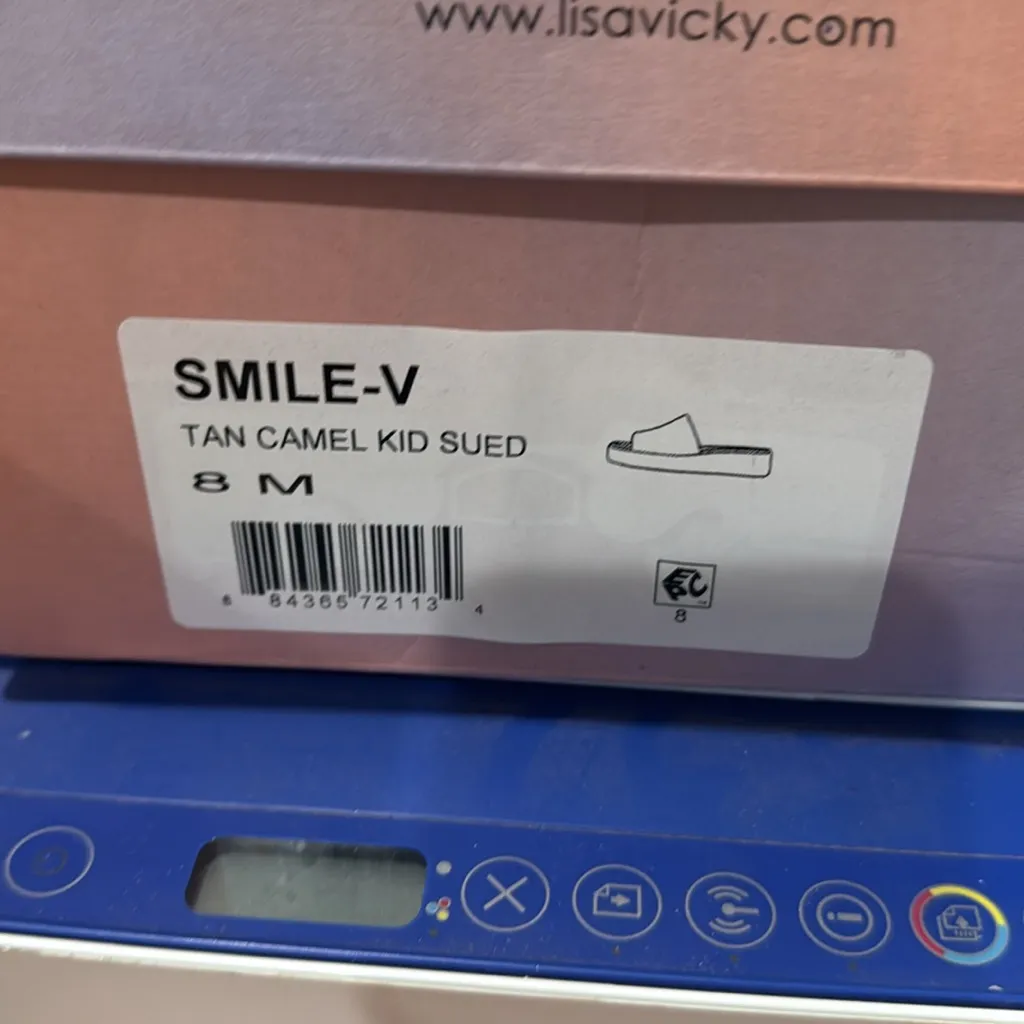 www.lisavicky.com
SMILE-V
TAN CAMEL KID SUED
8 M
6 84365 72113 4
8